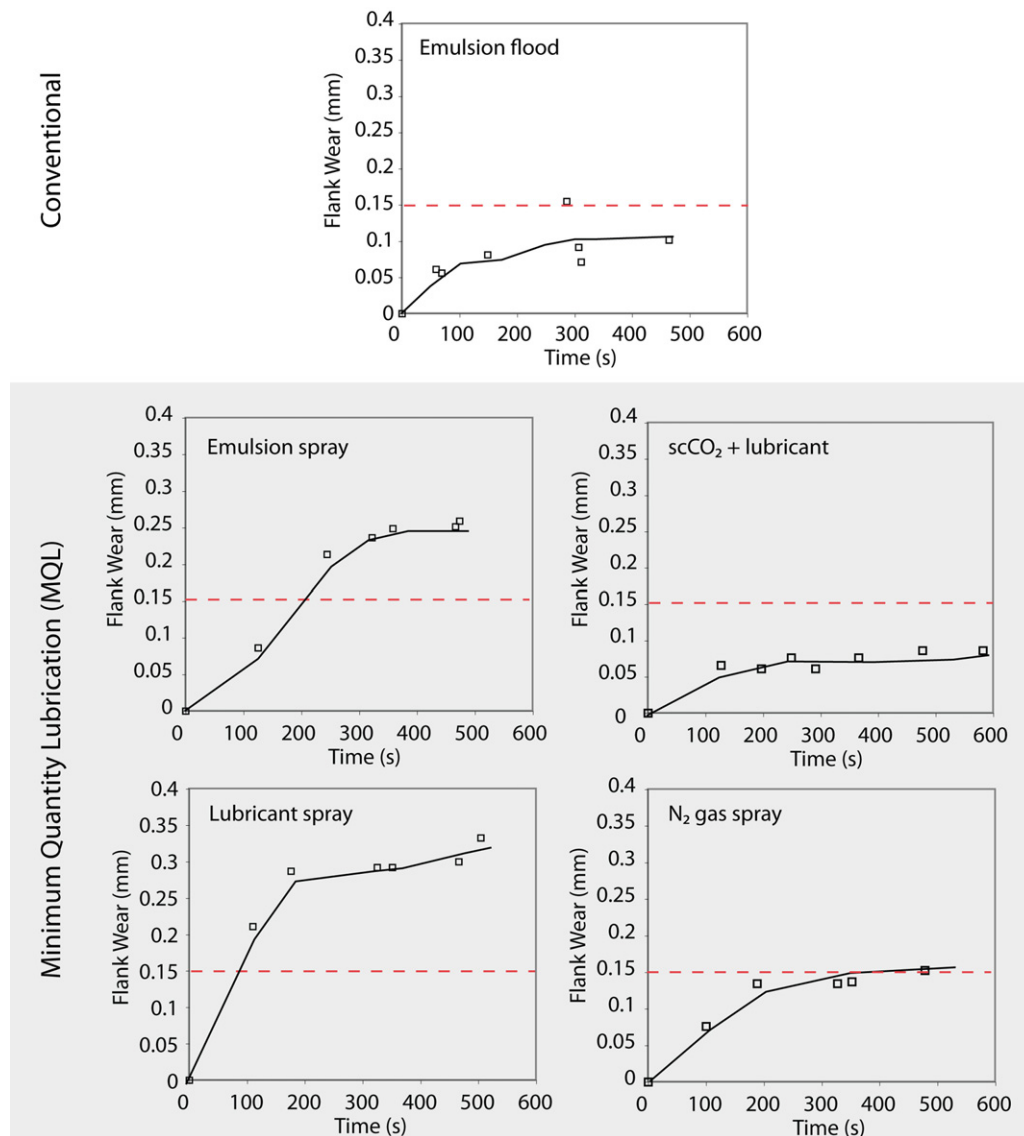 Conventional
Emulsion flood
Flank Wear (mm)
0.4
0.35
0.3
0.25
0.2
0.15
0.1
0.05
0
0 100 200 300 400 500 600
Time (s)
Minimum Quantity Lubrication (MQL)
Emulsion spray
Flank Wear (mm)
0.4
0.35
0.3
0.25
0.2
0.15
0.1
0.05
0
0 100 200 300 400 500 600
Time (s)
scCO₂ + lubricant
Flank Wear (mm)
0.4
0.35
0.3
0.25
0.2
0.15
0.1
0.05
0
0 100 200 300 400 500 600
Time (s)
Lubricant spray
Flank Wear (mm)
0.4
0.35
0.3
0.25
0.2
0.15
0.1
0.05
0
0 100 200 300 400 500 600
Time (s)
N₂ gas spray
Flank Wear (mm)
0.4
0.35
0.3
0.25
0.2
0.15
0.1
0.05
0
0 100 200 300 400 500 600
Time (s)